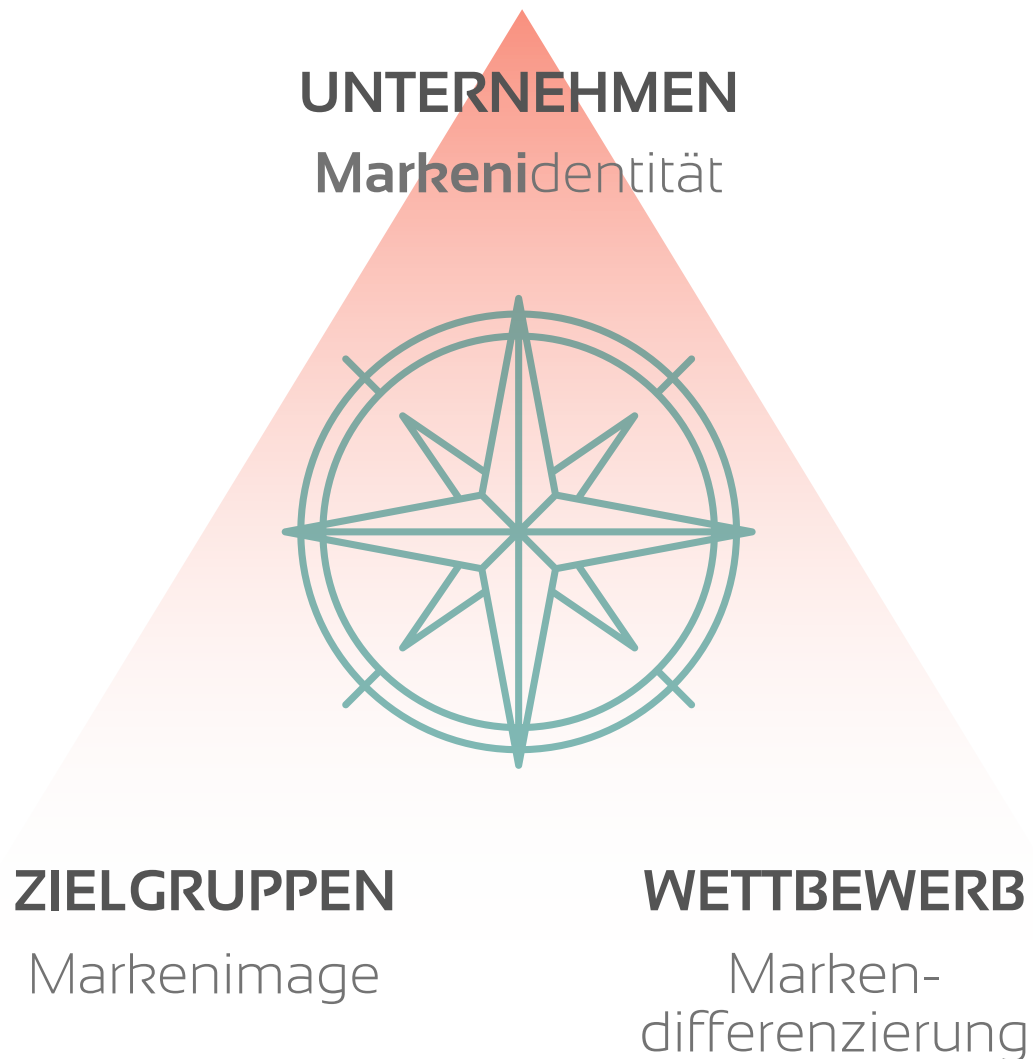 UNTERNEHMEN
Markenidentität
ZIELGRUPPEN
WETTBEWERB
Markenimage
Marken-
differenzierung